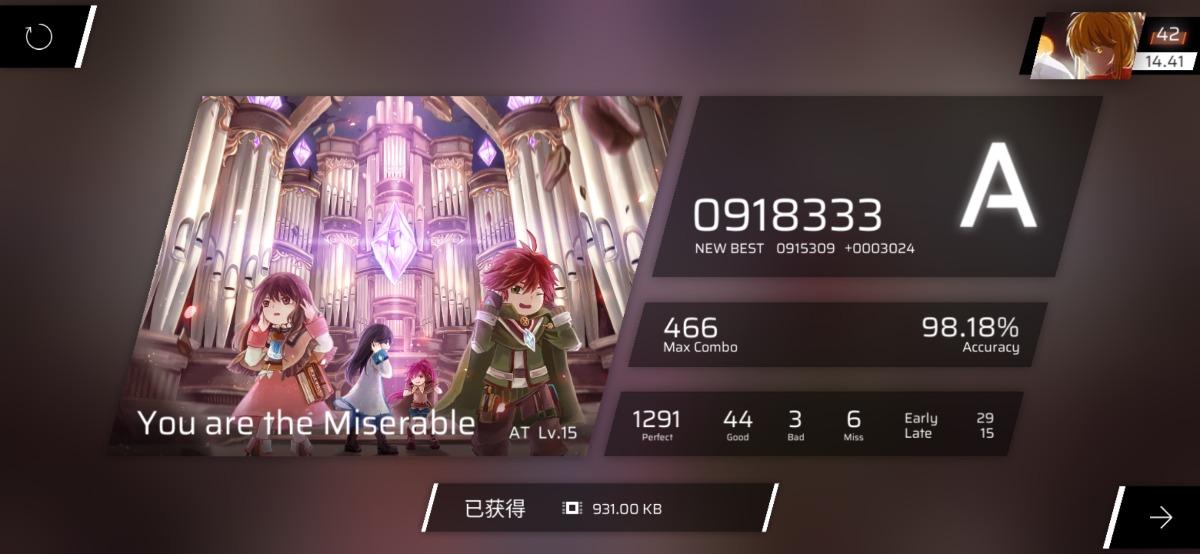 42
14.41
A
0918333
NEW BEST 0915309 +0003024
466
Max Combo
98.18%
Accuracy
You are the Miserable
AT Lv.15
1291
Perfect
44
Good
3
Bad
6
Miss
Early 29
Late 15
已获得 931.00 KB